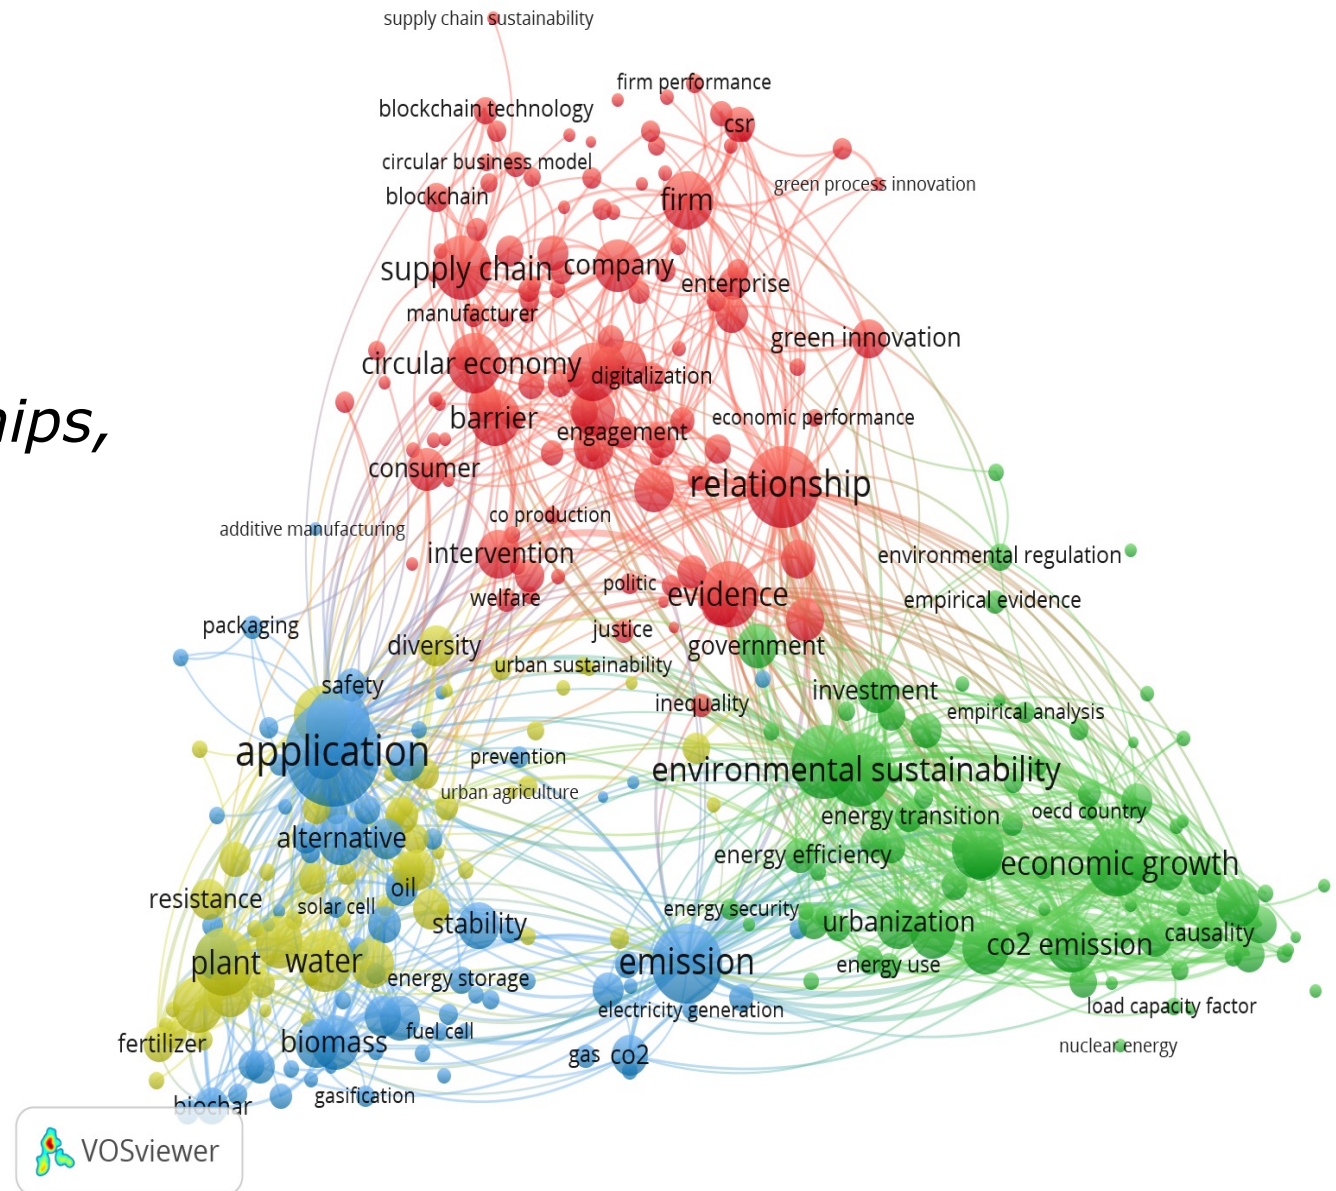 supply chain sustainability
firm performance
blockchain technology
csr
circular business model
green process innovation
blockchain
firm
supply chain
company
enterprise
manufacturer
green innovation
circular economy
digitalization
barrier
economic performance
engagement
consumer
relationship
co production
additive manufacturing
intervention
environmental regulation
politic
evidence
welfare
empirical evidence
packaging
justice
diversity
government
urban sustainability
safety
investment
inequality
empirical analysis
application
prevention
environmental sustainability
urban agriculture
energy transition
oecd country
alternative
energy efficiency
economic growth
oil
resistance
solar cell
energy security
stability
urbanization
causality
co2 emission
plant
water
emission
energy use
energy storage
electricity generation
load capacity factor
fertilizer
biomass
fuel cell
gas
co2
nuclear energy
gasification
biochar
VOSviewer